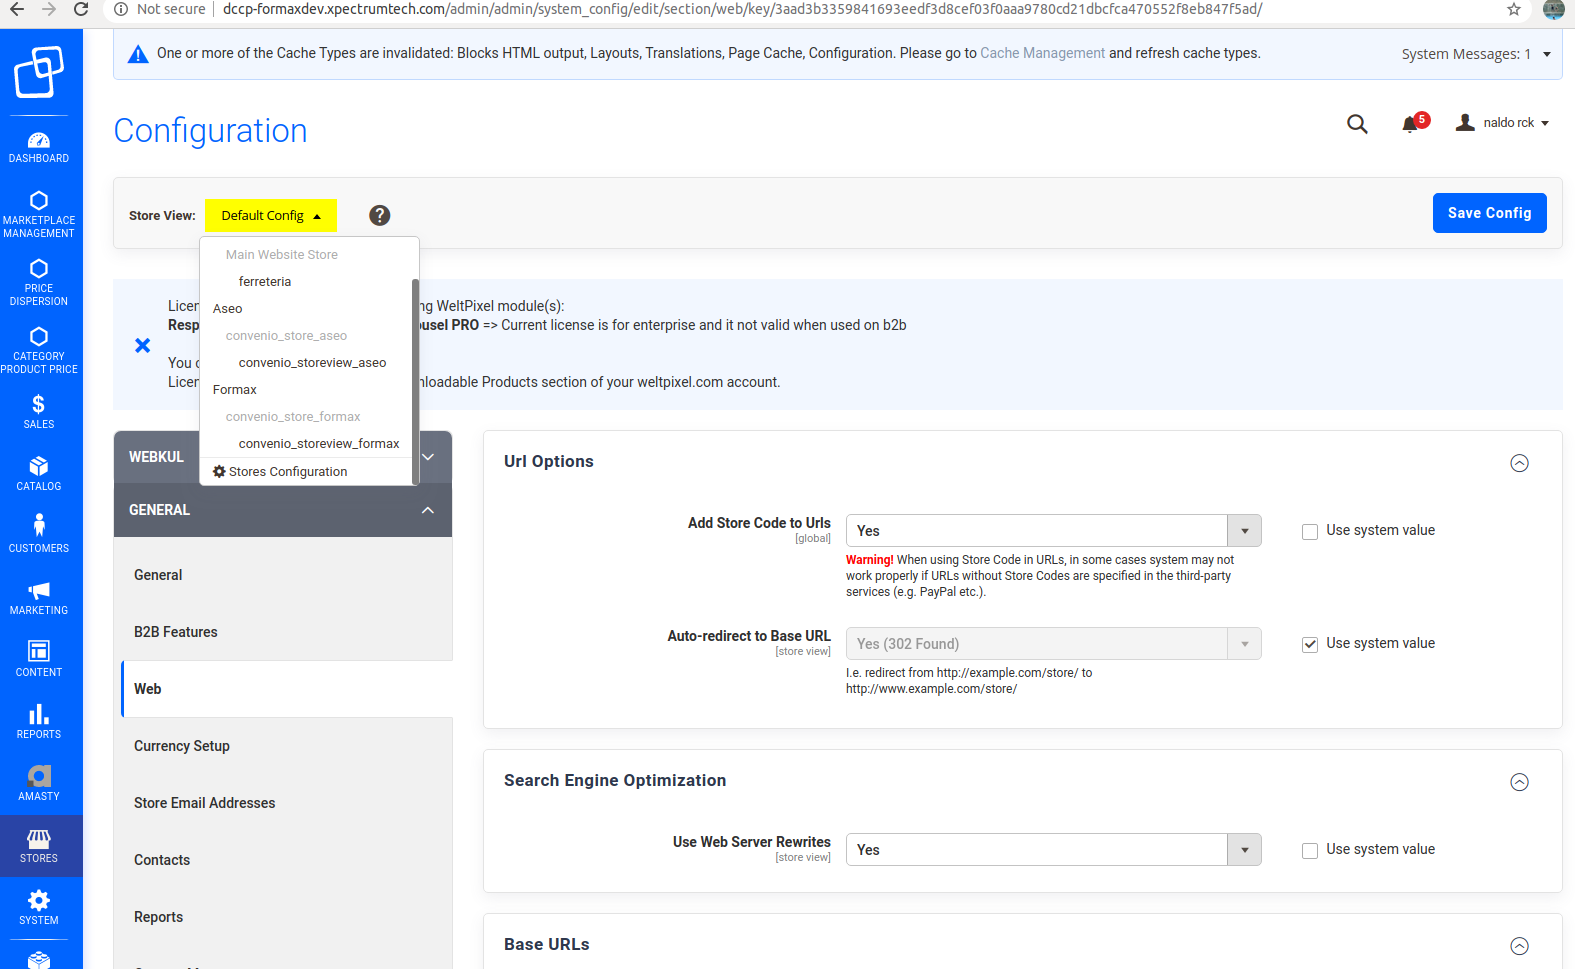 Not secure | dccp-formaxdev.xpectrumtech.com/admin/admin/system_config/edit/section/web/key/3aad3b3359841693eedf3d8cef03f0aaa9780cd21dbcfca470552f8eb847f5ad/
One or more of the Cache Types are invalidated: Blocks HTML output, Layouts, Translations, Page Cache, Configuration. Please go to Cache Management and refresh cache types.
System Messages: 1
Configuration
5
naldo rck
Store View: Default Config
?
Save Config
Main Website Store
ferreteria
Aseo
convenio_store_aseo
convenio_storeview_aseo
Formax
convenio_store_formax
convenio_storeview_formax
Stores Configuration
Licen ng WeltPixel module(s):
Resp usel PRO => Current license is for enterprise and it not valid when used on b2b
You
Licen nloadable Products section of your weltpixel.com account.
DASHBOARD
MARKETPLACE
MANAGEMENT
PRICE
DISPERSION
CATEGORY
PRODUCT PRICE
SALES
CATALOG
CUSTOMERS
MARKETING
CONTENT
REPORTS
AMASTY
STORES
SYSTEM
WEBKUL
GENERAL
General
B2B Features
Web
Currency Setup
Store Email Addresses
Contacts
Reports
Url Options
Add Store Code to Urls
[global]
Yes
Use system value
Warning! When using Store Code in URLs, in some cases system may not
work properly if URLs without Store Codes are specified in the third-party
services (e.g. PayPal etc.).
Auto-redirect to Base URL
[store view]
Yes (302 Found)
Use system value
I.e. redirect from http://example.com/store/ to
http://www.example.com/store/
Search Engine Optimization
Use Web Server Rewrites
[store view]
Yes
Use system value
Base URLs